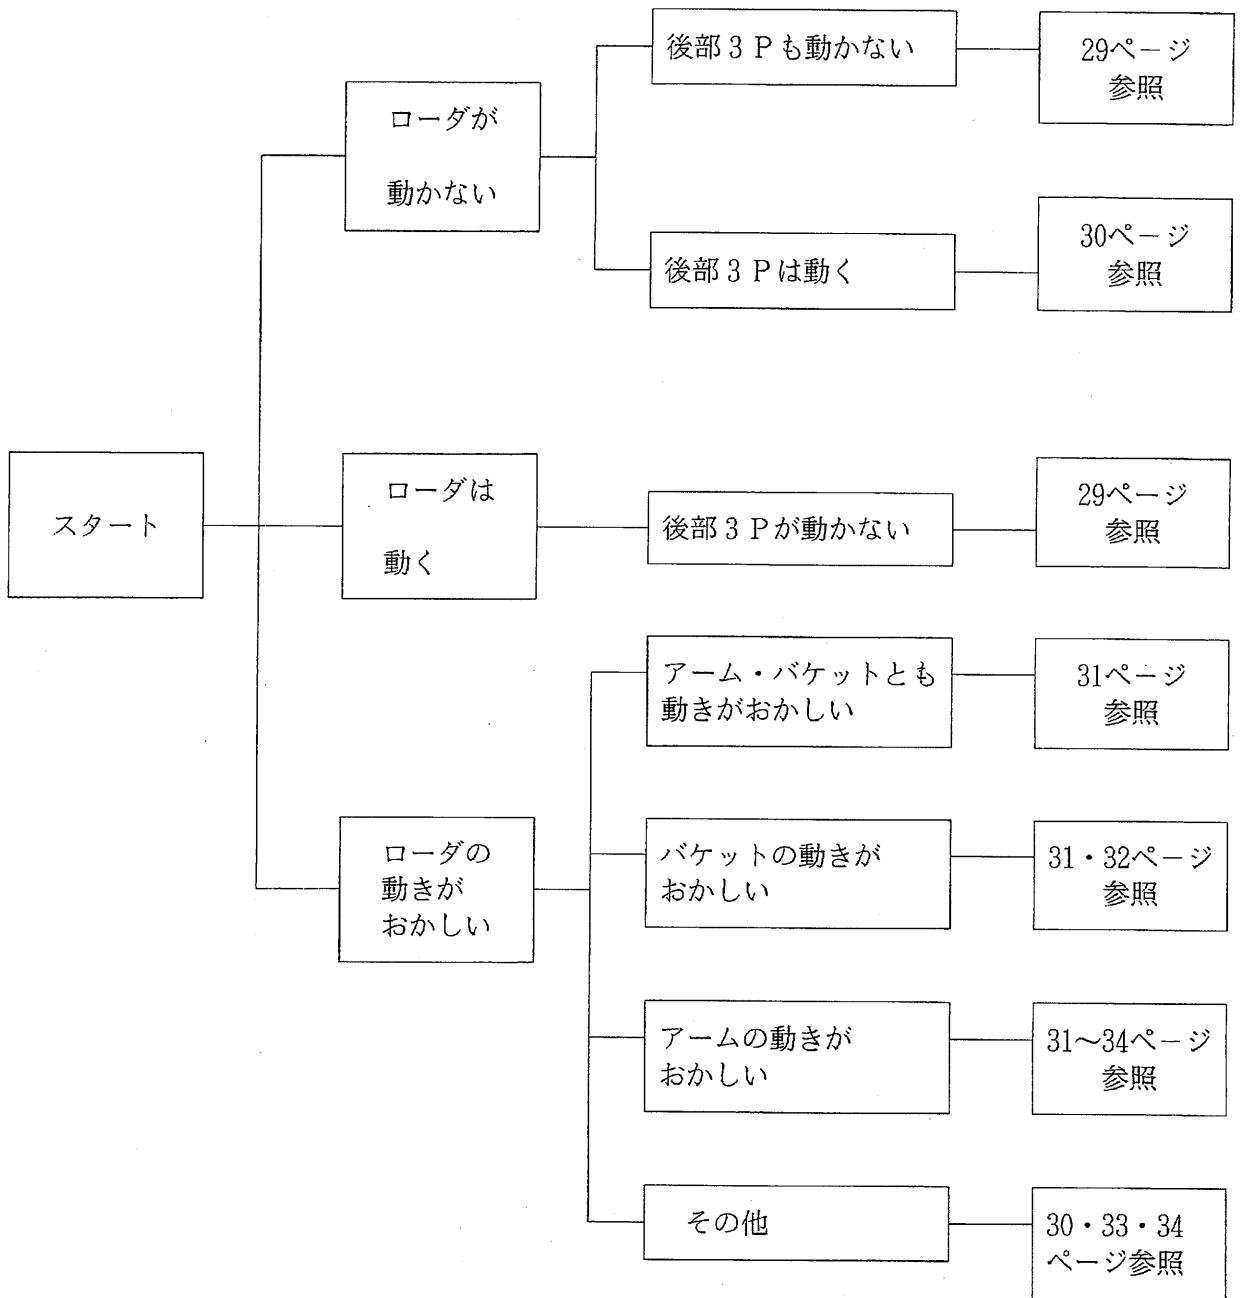 スタート
ローダが
動かない
後部3Pも動かない
29ページ
参照
後部3Pは動く
30ページ
参照
ローダは
動く
後部3Pが動かない
29ページ
参照
ローダの
動きが
おかしい
アーム・バケットとも
動きがおかしい
31ページ
参照
バケットの動きが
おかしい
31・32ページ
参照
アームの動きが
おかしい
31〜34ページ
参照
その他
30・33・34
ページ参照